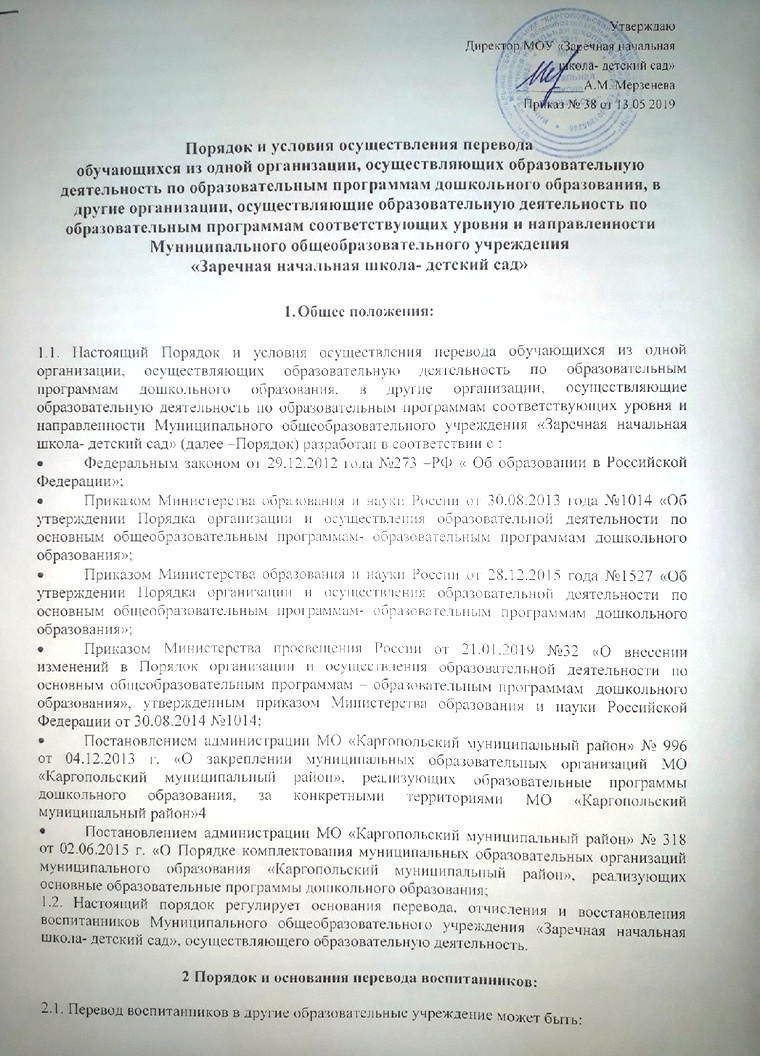 Утверждаю
Директор МОУ «Заречная начальная
школа- детский сад»
А.М. Мерзенева
Приказ № 38 от 13.05 2019
Порядок и условия осуществления перевода
обучающихся из одной организации, осуществляющих образовательную
деятельность по образовательным программам дошкольного образования, в
другие организации, осуществляющие образовательную деятельность по
образовательным программам соответствующих уровня и направленности
Муниципального общеобразовательного учреждения
«Заречная начальная школа- детский сад»
1. Общее положения:
1.1. Настоящий Порядок и условия осуществления перевода обучающихся из одной
организации, осуществляющих образовательную деятельность по образовательным
программам дошкольного образования, в другие организации, осуществляющие
образовательную деятельность по образовательным программам соответствующих уровня и
направленности Муниципального общеобразовательного учреждения «Заречная начальная
школа- детский сад» (далее –Порядок) разработан в соответствии с :
• Федеральным законом от 29.12.2012 года №273 –РФ « Об образовании в Российской
Федерации»;
• Приказом Министерства образования и науки России от 30.08.2013 года №1014 «Об
утверждении Порядка организации и осуществления образовательной деятельности по
основным общеобразовательным программам- образовательным программам дошкольного
образования»;
• Приказом Министерства образования и науки России от 28.12.2015 года №1527 «Об
утверждении Порядка организации и осуществления образовательной деятельности по
основным общеобразовательным программам- образовательным программам дошкольного
образования»;
• Приказом Министерства просвещения России от 21.01.2019 №32 «О внесении
изменений в Порядок организации и осуществления образовательной деятельности по
основным общеобразовательным программам – образовательным программам дошкольного
образования», утвержденным приказом Министерства образования и науки Российской
Федерации от 30.08.2014 №1014;
• Постановлением администрации МО «Каргопольский муниципальный район» № 996
от 04.12.2013 г. «О закреплении муниципальных образовательных организаций МО
«Каргопольский муниципальный район», реализующих образовательные программы
дошкольного образования, за конкретными территориями МО «Каргопольский
муниципальный район»4
• Постановлением администрации МО «Каргопольский муниципальный район» № 318
от 02.06.2015 г. «О Порядке комплектования муниципальных образовательных организаций
муниципального образования «Каргопольский муниципальный район», реализующих
основные образовательные программы дошкольного образования;
1.2. Настоящий порядок регулирует основания перевода, отчисления и восстановления
воспитанников Муниципального общеобразовательного учреждения «Заречная начальная
школа- детский сад», осуществляющего образовательную деятельность.
2 Порядок и основания перевода воспитанников:
2.1. Перевод воспитанников в другие образовательные учреждение может быть: